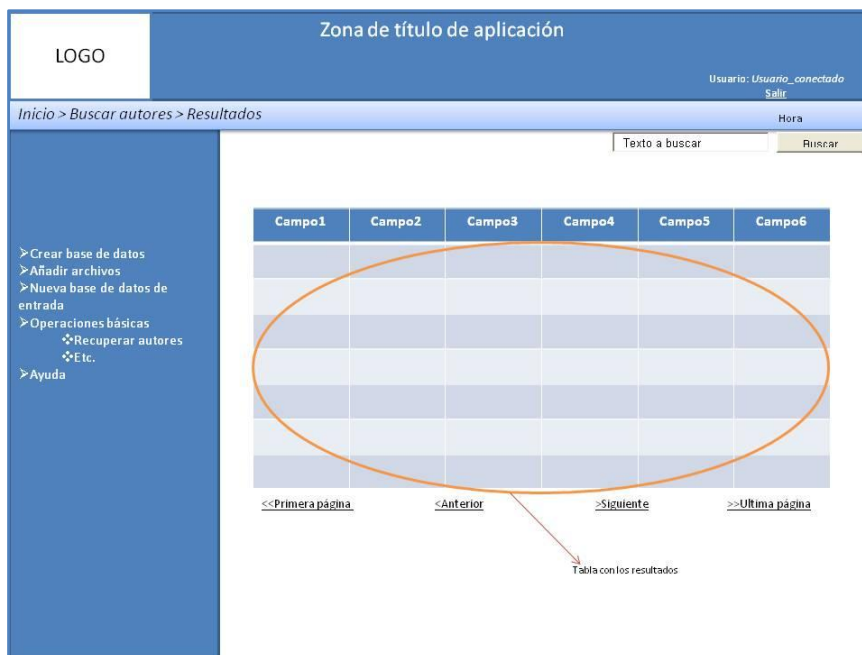 LOGO
Zona de título de aplicación
Usuario: Usuario_conectado
Salir
Inicio > Buscar autores > Resultados
Hora
Texto a buscar
Buscar
Campo1 Campo2 Campo3 Campo4 Campo5 Campo6
➢Crear base de datos
➢Añadir archivos
➢Nueva base de datos de
entrada
➢Operaciones básicas
❖Recuperar autores
❖Etc.
➢Ayuda
<<Primera página <Anterior >Siguiente >>Ultima página
Tabla con los resultados